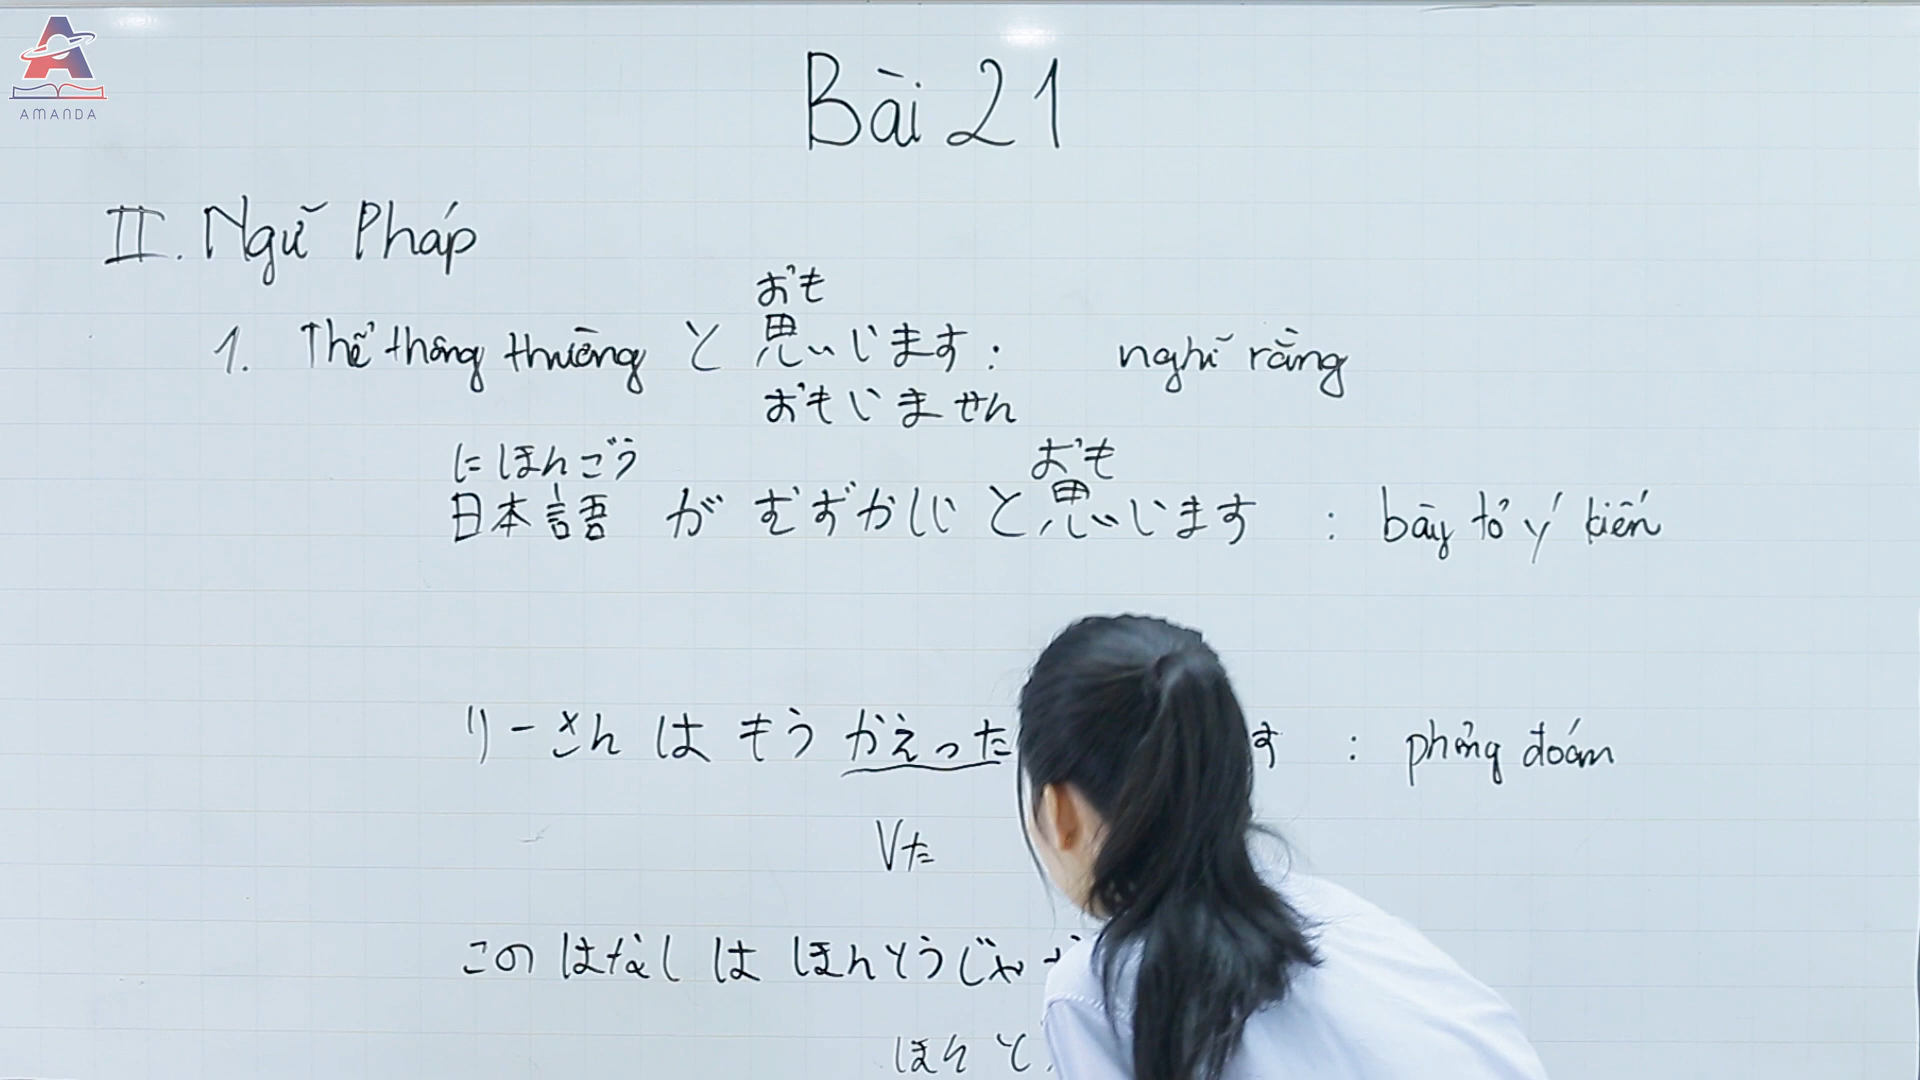 AMANDA
Bài 21
II. Ngữ Pháp
おも
1. Thể thông thường と 思います: nghĩ rằng
おもいません
にほんごう おも
日本語 が むずかしい と 思います : bày tỏ ý kiến
リーさん は もう かえった す : phỏng đoán
Vた
この はなし は ほんとうじゃ
ほんと